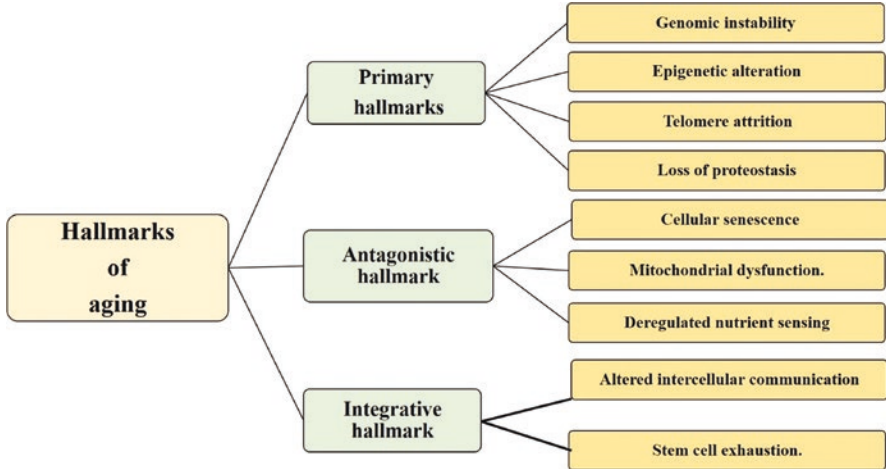 Hallmarks
of
aging
Primary
hallmarks
Genomic instability
Epigenetic alteration
Telomere attrition
Loss of proteostasis
Antagonistic
hallmark
Cellular senescence
Mitochondrial dysfunction.
Deregulated nutrient sensing
Integrative
hallmark
Altered intercellular communication
Stem cell exhaustion.